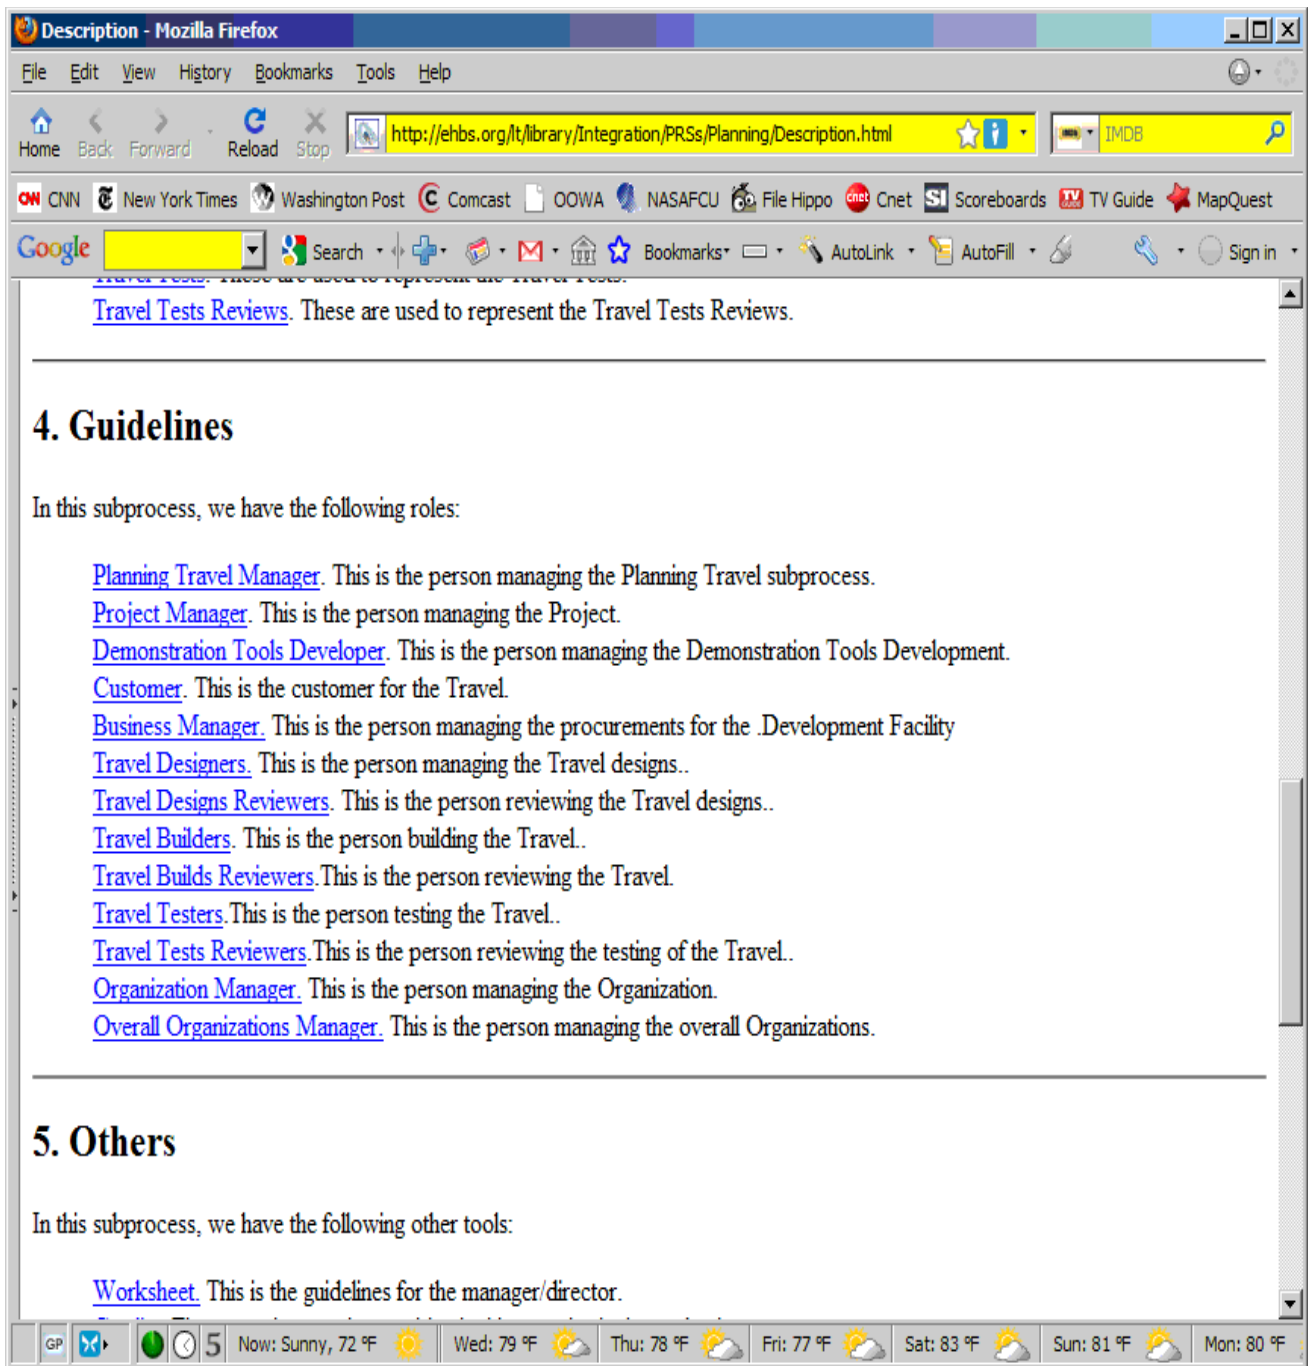 Description - Mozilla Firefox
File Edit View History Bookmarks Tools Help
Home Back Forward Reload Stop http://ehbs.org/lt/library/Integration/PRSs/Planning/Description.html IMDB
CNN New York Times Washington Post Comcast OOWA NASAFCU File Hippo cnet Cnet SI Scoreboards TV Guide MapQuest
Google Search Bookmarks AutoLink AutoFill Sign in
Travel Tests. These are used to represent the Travel Tests.
Travel Tests Reviews. These are used to represent the Travel Tests Reviews.
4. Guidelines
In this subprocess, we have the following roles:
Planning Travel Manager. This is the person managing the Planning Travel subprocess.
Project Manager. This is the person managing the Project.
Demonstration Tools Developer. This is the person managing the Demonstration Tools Development.
Customer. This is the customer for the Travel.
Business Manager. This is the person managing the procurements for the .Development Facility
Travel Designers. This is the person managing the Travel designs..
Travel Designs Reviewers. This is the person reviewing the Travel designs..
Travel Builders. This is the person building the Travel..
Travel Builds Reviewers.This is the person reviewing the Travel.
Travel Testers.This is the person testing the Travel..
Travel Tests Reviewers.This is the person reviewing the testing of the Travel..
Organization Manager. This is the person managing the Organization.
Overall Organizations Manager. This is the person managing the overall Organizations.
5. Others
In this subprocess, we have the following other tools:
Worksheet. This is the guidelines for the manager/director.
GP 5 Now: Sunny, 72 °F Wed: 79 °F Thu: 78 °F Fri: 77 °F Sat: 83 °F Sun: 81 °F Mon: 80 °F